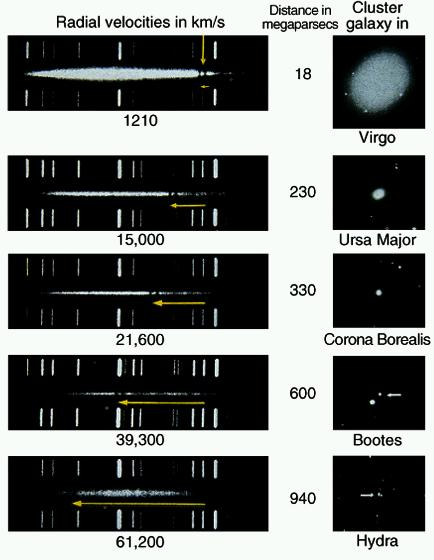 Radial velocities in km/s
Distance in
megaparsecs
Cluster
galaxy in
18
1210
Virgo
230
15,000
Ursa Major
330
21,600
Corona Borealis
600
39,300
Bootes
940
61,200
Hydra